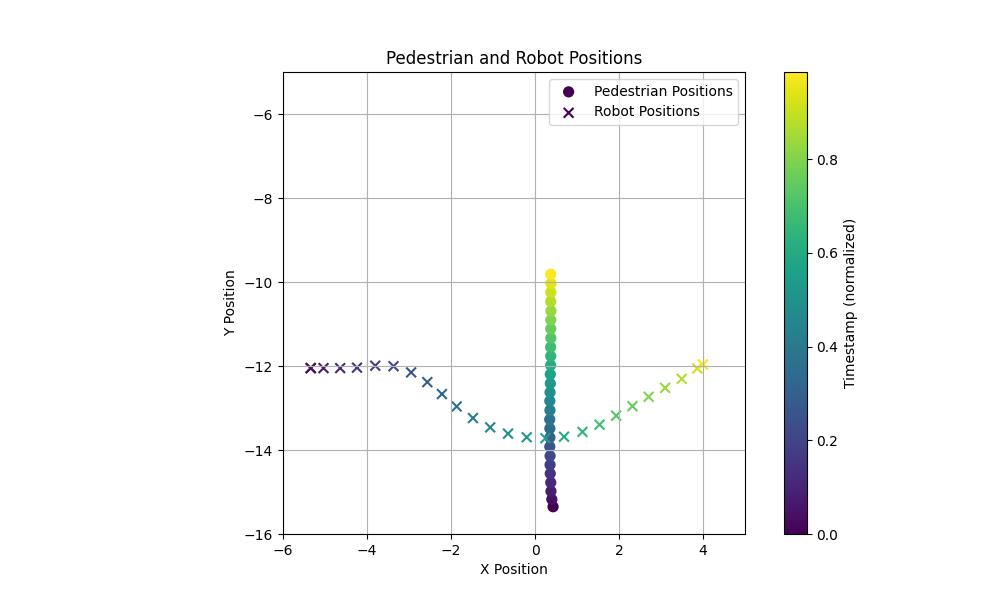 Pedestrian and Robot Positions
Pedestrian Positions
Robot Positions
−6
−8
−10
−12
−14
−16
Y Position
−6 −4 −2 0 2 4
X Position
0.8
0.6
0.4
0.2
0.0
Timestamp (normalized)